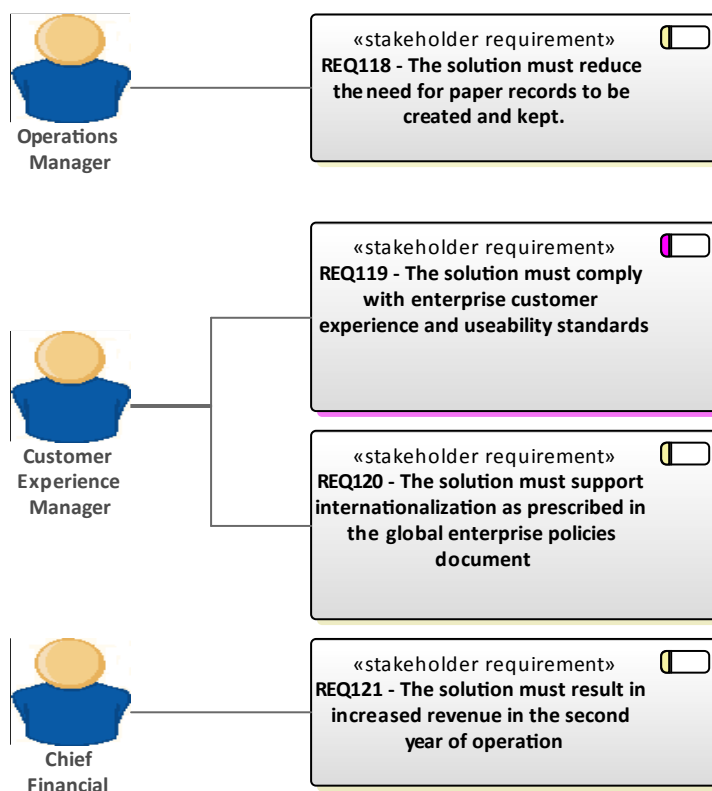 «stakeholder requirement»
REQ118 - The solution must reduce
the need for paper records to be
created and kept.
Operations
Manager
«stakeholder requirement»
REQ119 - The solution must comply
with enterprise customer
experience and useability standards
Customer
Experience
Manager
«stakeholder requirement»
REQ120 - The solution must support
internationalization as prescribed in
the global enterprise policies
document
«stakeholder requirement»
REQ121 - The solution must result in
increased revenue in the second
year of operation
Chief
Financial